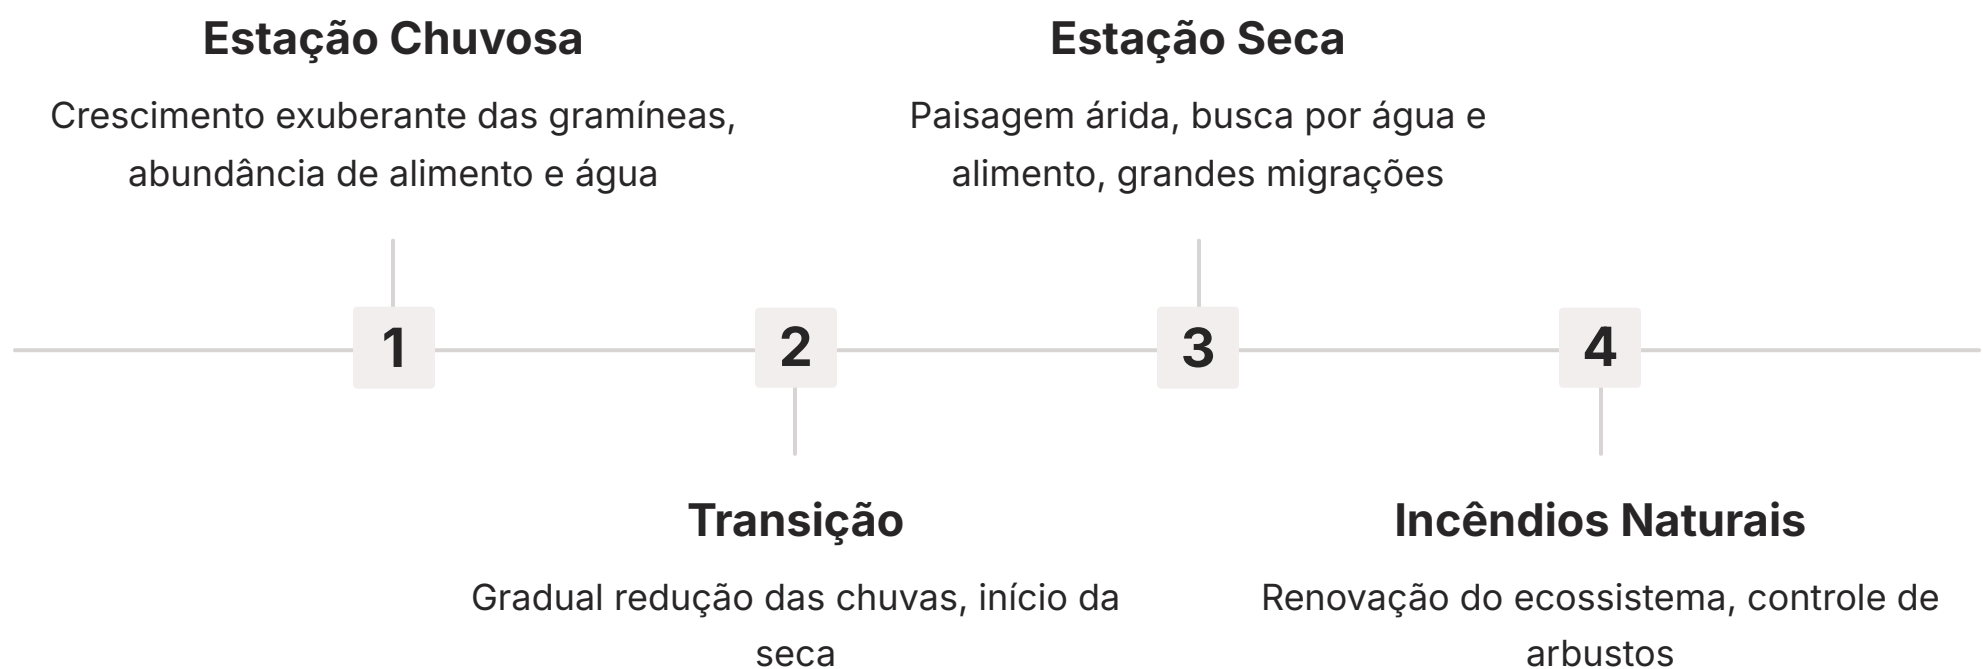 Estação Chuvosa
Crescimento exuberante das gramíneas,
abundância de alimento e água
Estação Seca
Paisagem árida, busca por água e
alimento, grandes migrações
1
2
3
4
Transição
Gradual redução das chuvas, início da
seca
Incêndios Naturais
Renovação do ecossistema, controle de
arbustos